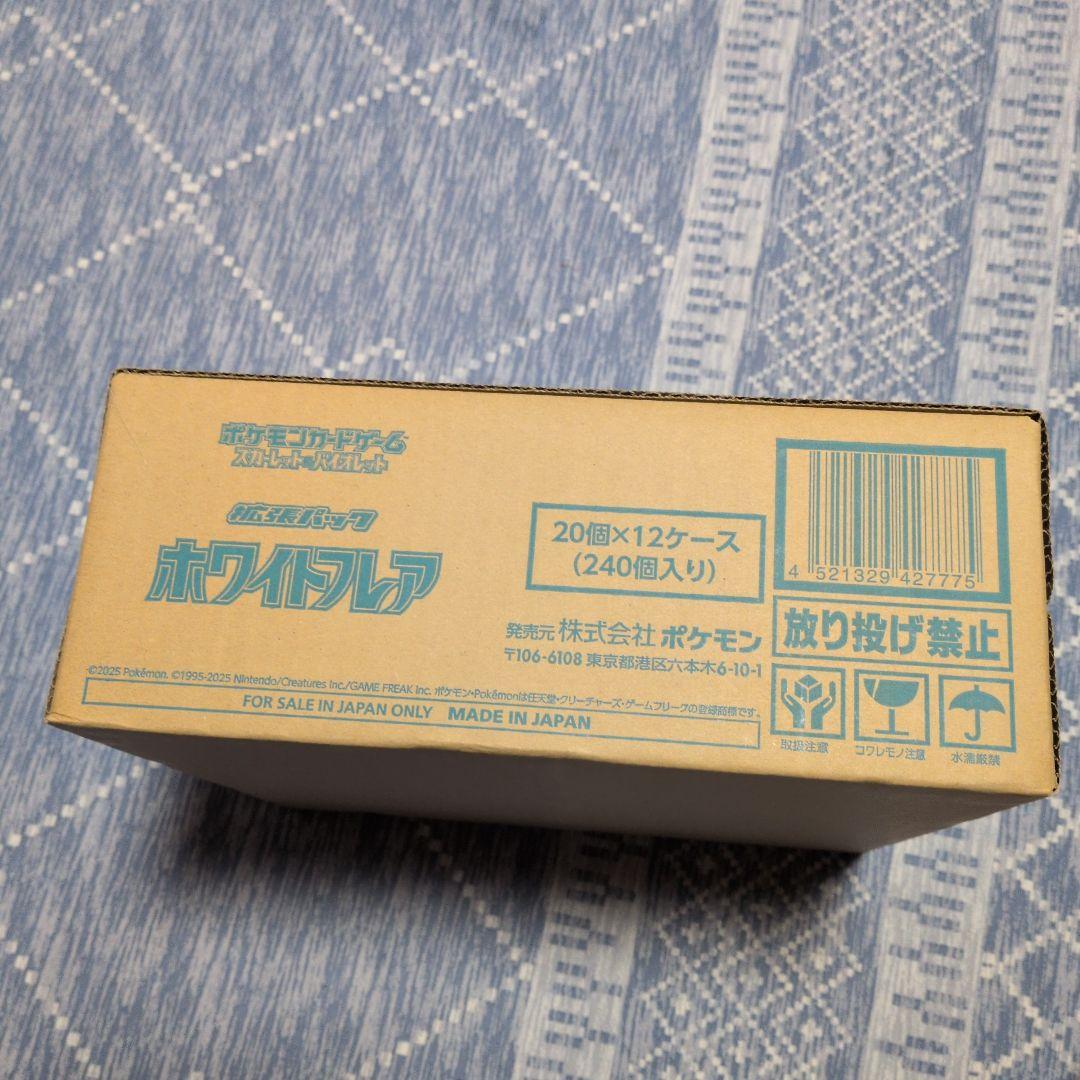 ポケモンカードゲーム
スカーレット&バイオレット
拡張パック
ホワイトフレア
20個×12ケース
(240個入り)
発売元 株式会社 ポケモン
〒106-6108 東京都港区六本木6-10-1
©2025 Pokémon. ©1995-2025 Nintendo/Creatures Inc./GAME FREAK inc. ポケモン・Pokémonは任天堂・クリーチャーズ・ゲームフリークの登録商標です。
FOR SALE IN JAPAN ONLY MADE IN JAPAN
4 521329 427775
放り投げ禁止
取扱注意
コワレモノ注意
水濡厳禁